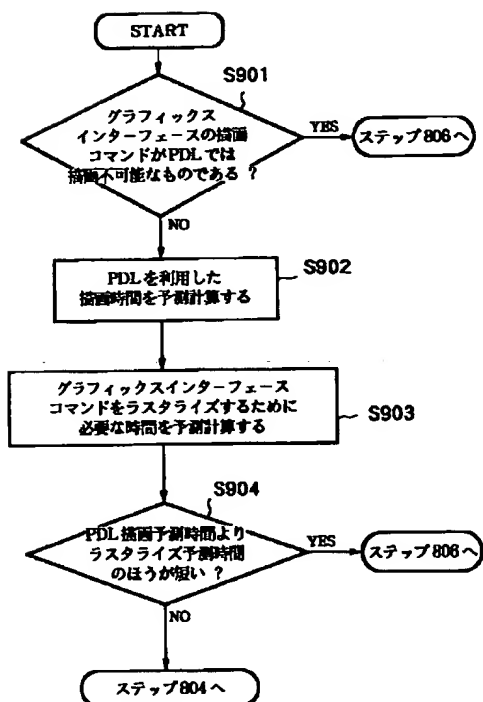 START
S901
グラフィックス
インターフェースの描画
コマンドがPDLでは
描画不可能なものである ?
YES
ステップ806へ
NO
PDLを利用した
描画時間を予測計算する
S902
グラフィックスインターフェース
コマンドをラスタライズするために
必要な時間を予測計算する
S903
S904
PDL描画予測時間より
ラスタライズ予測時間
のほうが短い ?
YES
ステップ806へ
NO
ステップ804へ